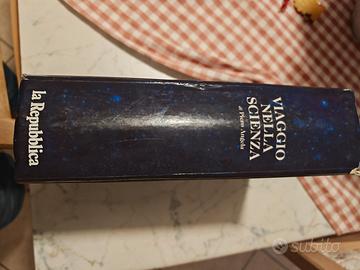 VIAGGIO
NELLA
SCIENZA
di Piero Angela
la Repubblica
subito